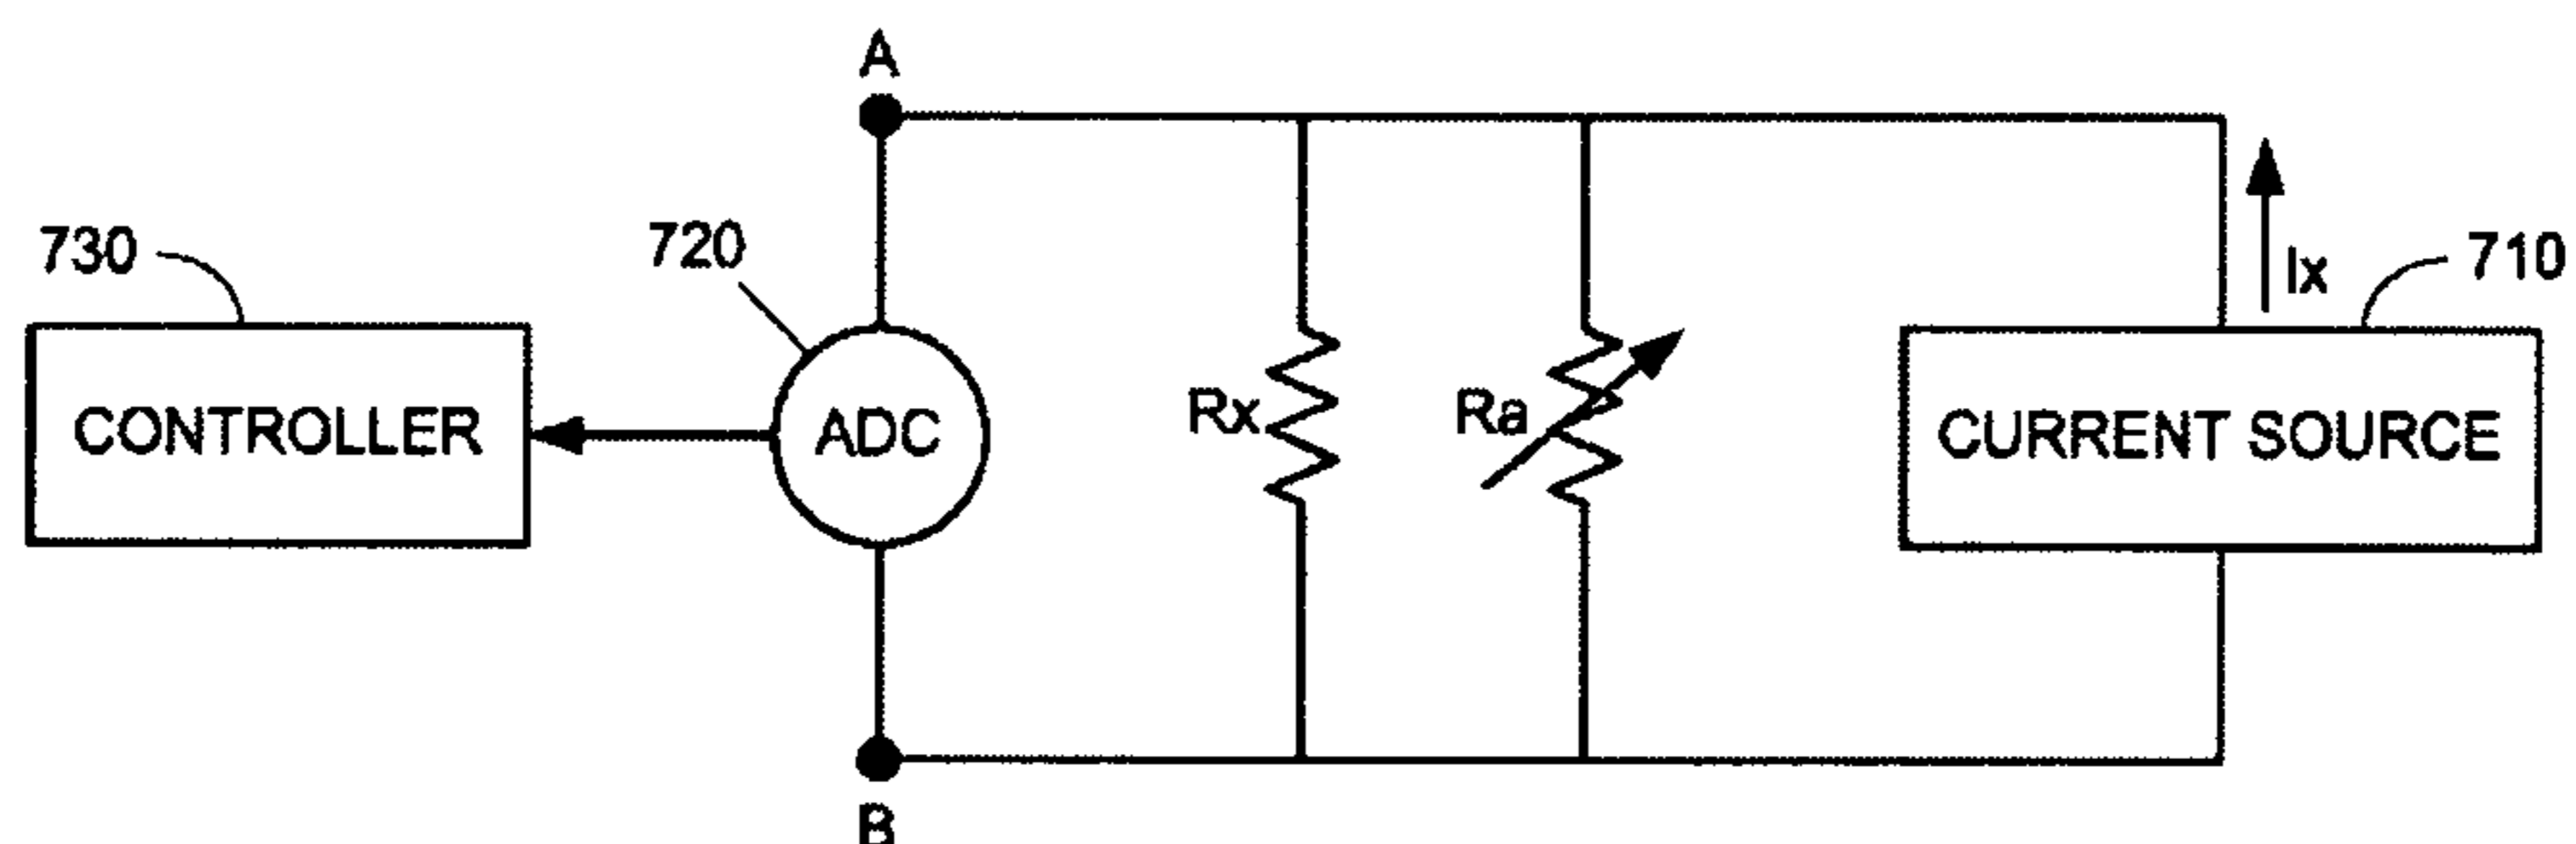 A
730
720
Ix
710
CONTROLLER
ADC
Rx
Ra
CURRENT SOURCE
B